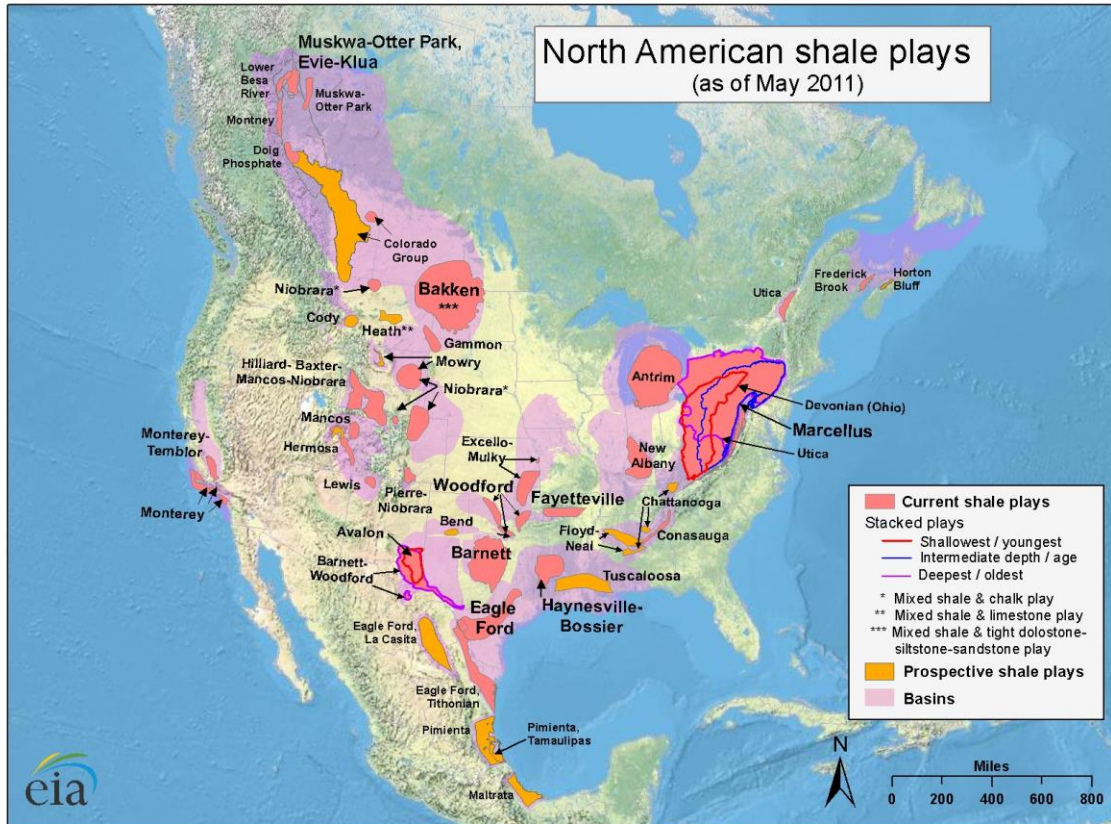 North American shale plays
(as of May 2011)
Muskwa-Otter Park,
Evie-Klua
Lower
Besa
River
Muskwa-
Otter Park
Montney
Doig
Phosphate
Colorado
Group
Niobrara*
Bakken
***
Cody
Heath**
Gammon
Mowry
Hilliard- Baxter-
Mancos-Niobrara
Niobrara*
Mancos
Hermosa
Lewis
Pierre-
Niobrara
Monterey-
Temblor
Monterey
Excello-
Mulky
Woodford
Fayetteville
New
Albany
Antrim
Utica
Frederick
Brook
Horton
Bluff
Devonian (Ohio)
Marcellus
Utica
Chattanooga
Conasauga
Floyd-
Neal
Tuscaloosa
Bend
Avalon
Barnett
Barnett-
Woodford
Haynesville-
Bossier
Eagle
Ford
Eagle Ford,
La Casita
Eagle Ford,
Tithonian
Pimienta
Pimienta,
Tamaulipas
Maltrata
Current shale plays
Stacked plays
Shallowest / youngest
Intermediate depth / age
Deepest / oldest
* Mixed shale & chalk play
** Mixed shale & limestone play
*** Mixed shale & tight dolostone-
siltstone-sandstone play
Prospective shale plays
Basins
N
Miles
0 200 400 600 800
eia